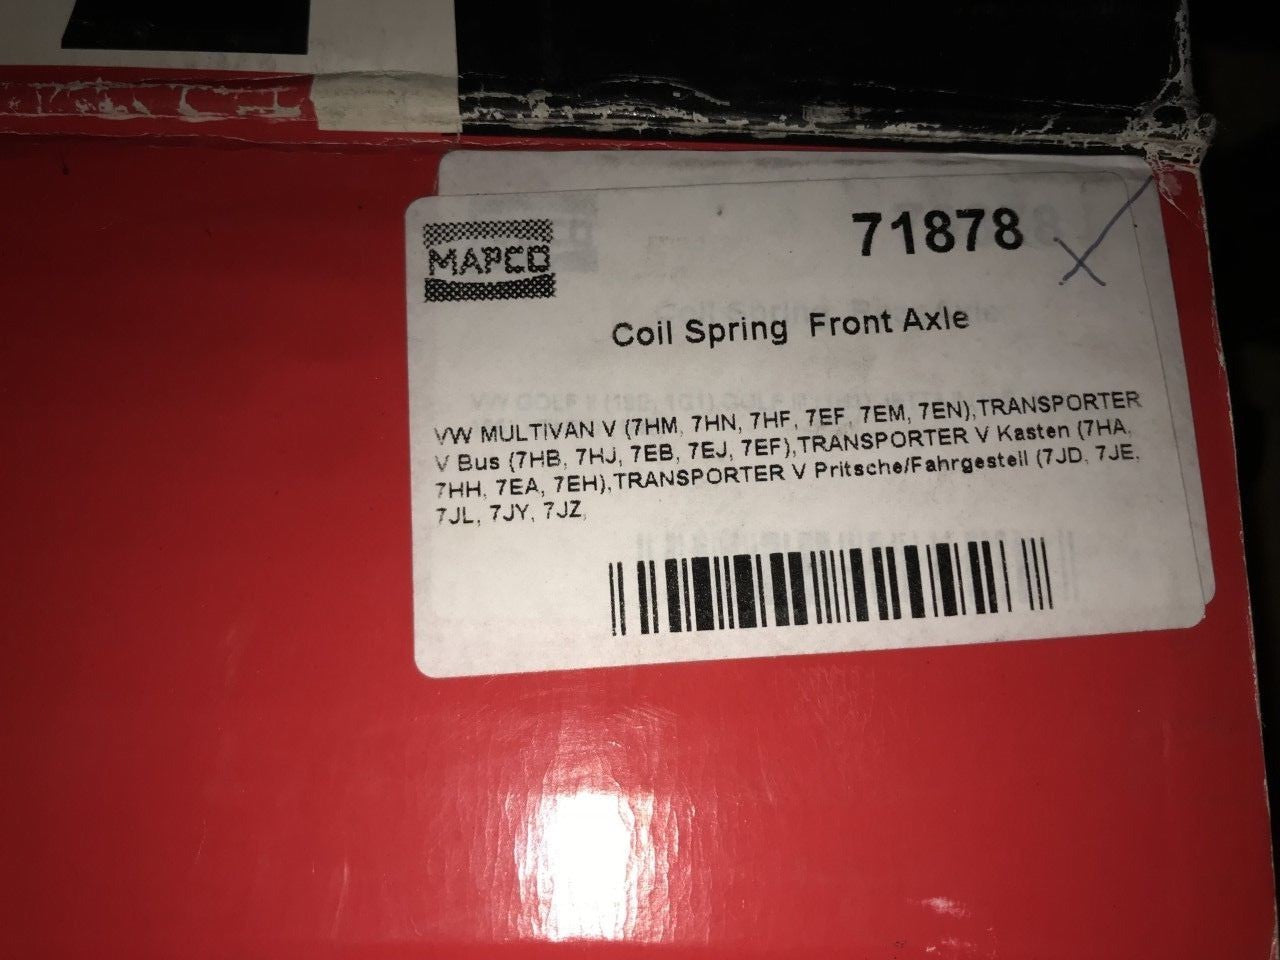 MAPCO
71878
Coil Spring Front Axle
VW MULTIVAN V (7HM, 7HN, 7HF, 7EF, 7EM, 7EN),TRANSPORTER
V Bus (7HB, 7HJ, 7EB, 7EJ, 7EF),TRANSPORTER V Kasten (7HA,
7HH, 7EA, 7EH),TRANSPORTER V Pritsche/Fahrgestell (7JD, 7JE,
7JL, 7JY, 7JZ,